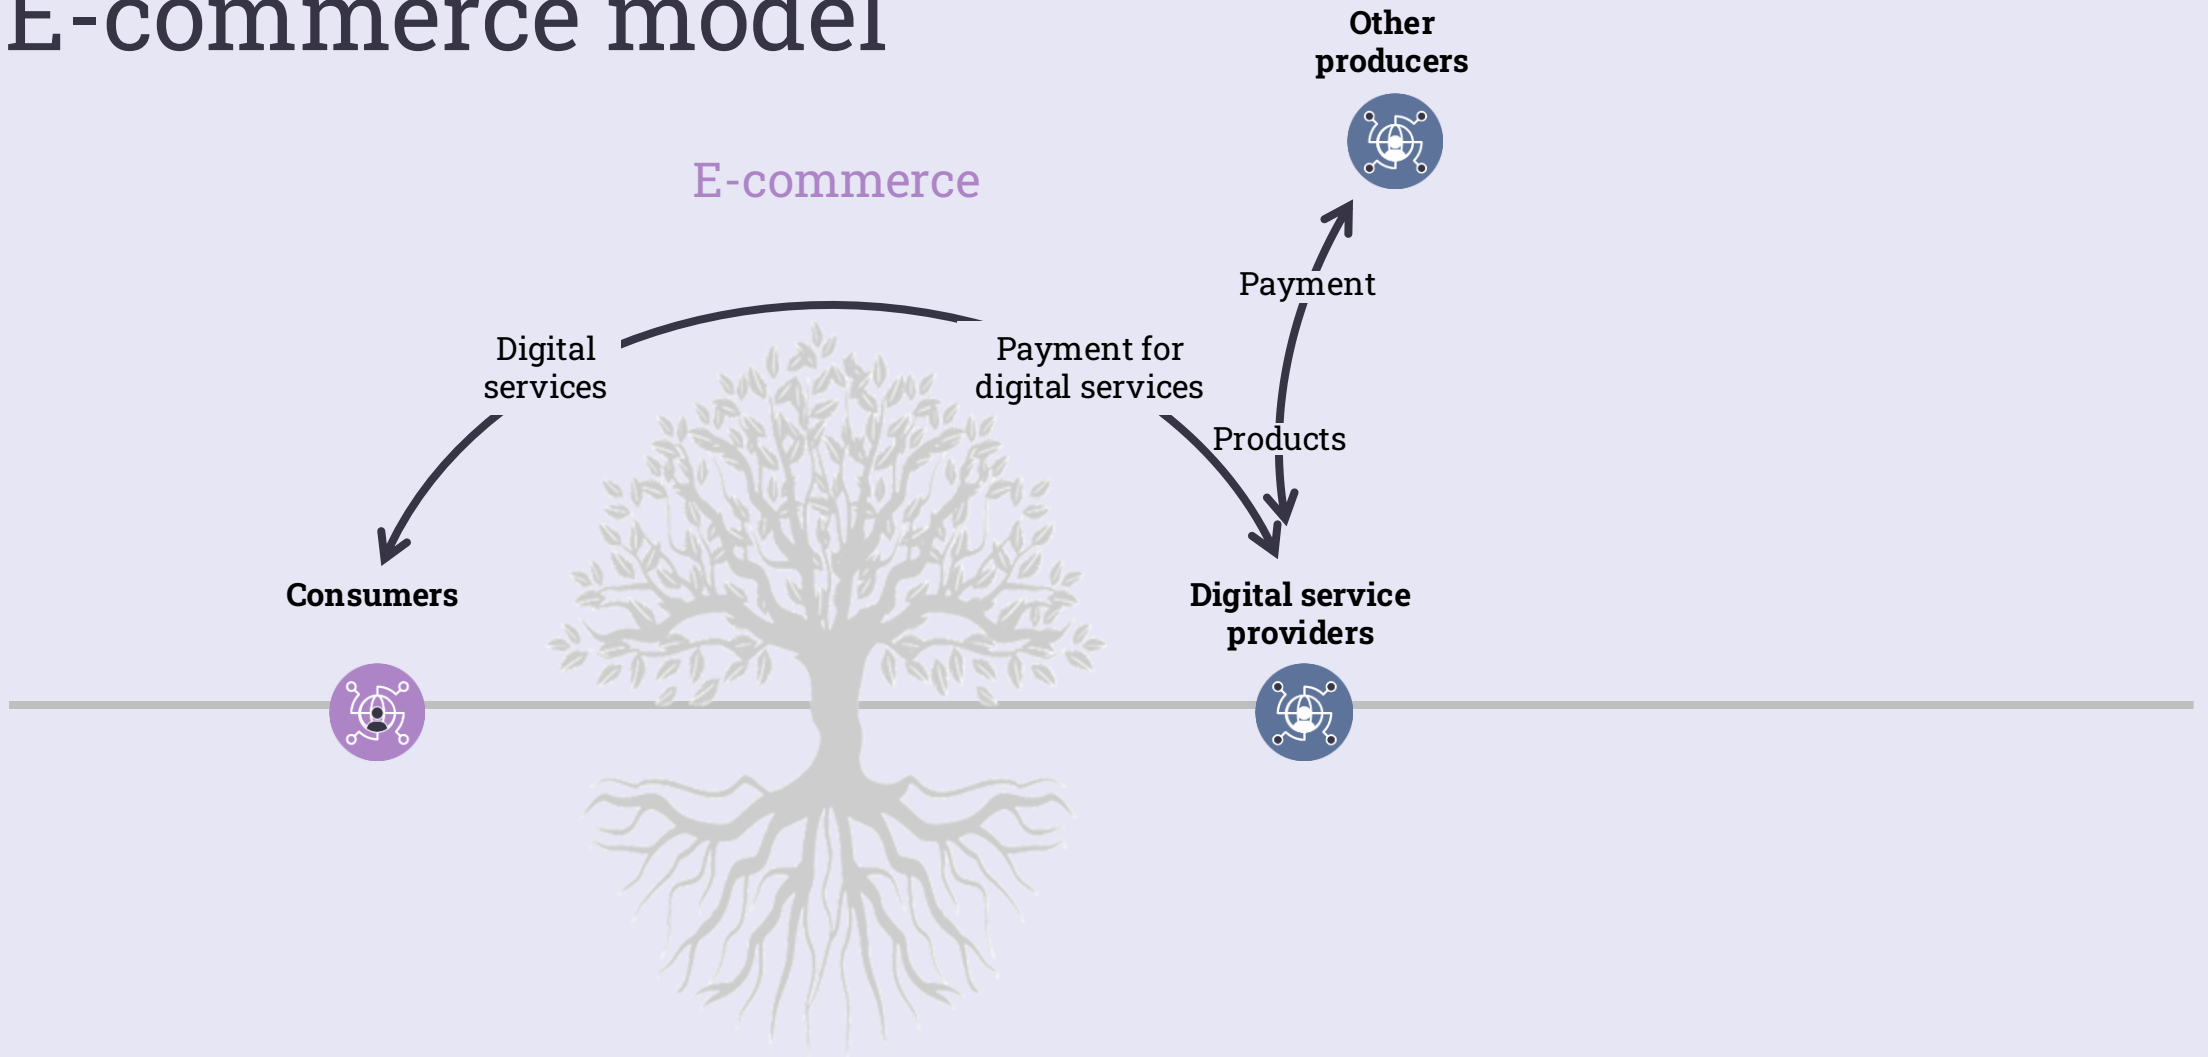 E-commerce model
Other
producers
E-commerce
Payment
Digital
services
Payment for
digital services
Products
Consumers
Digital service
providers